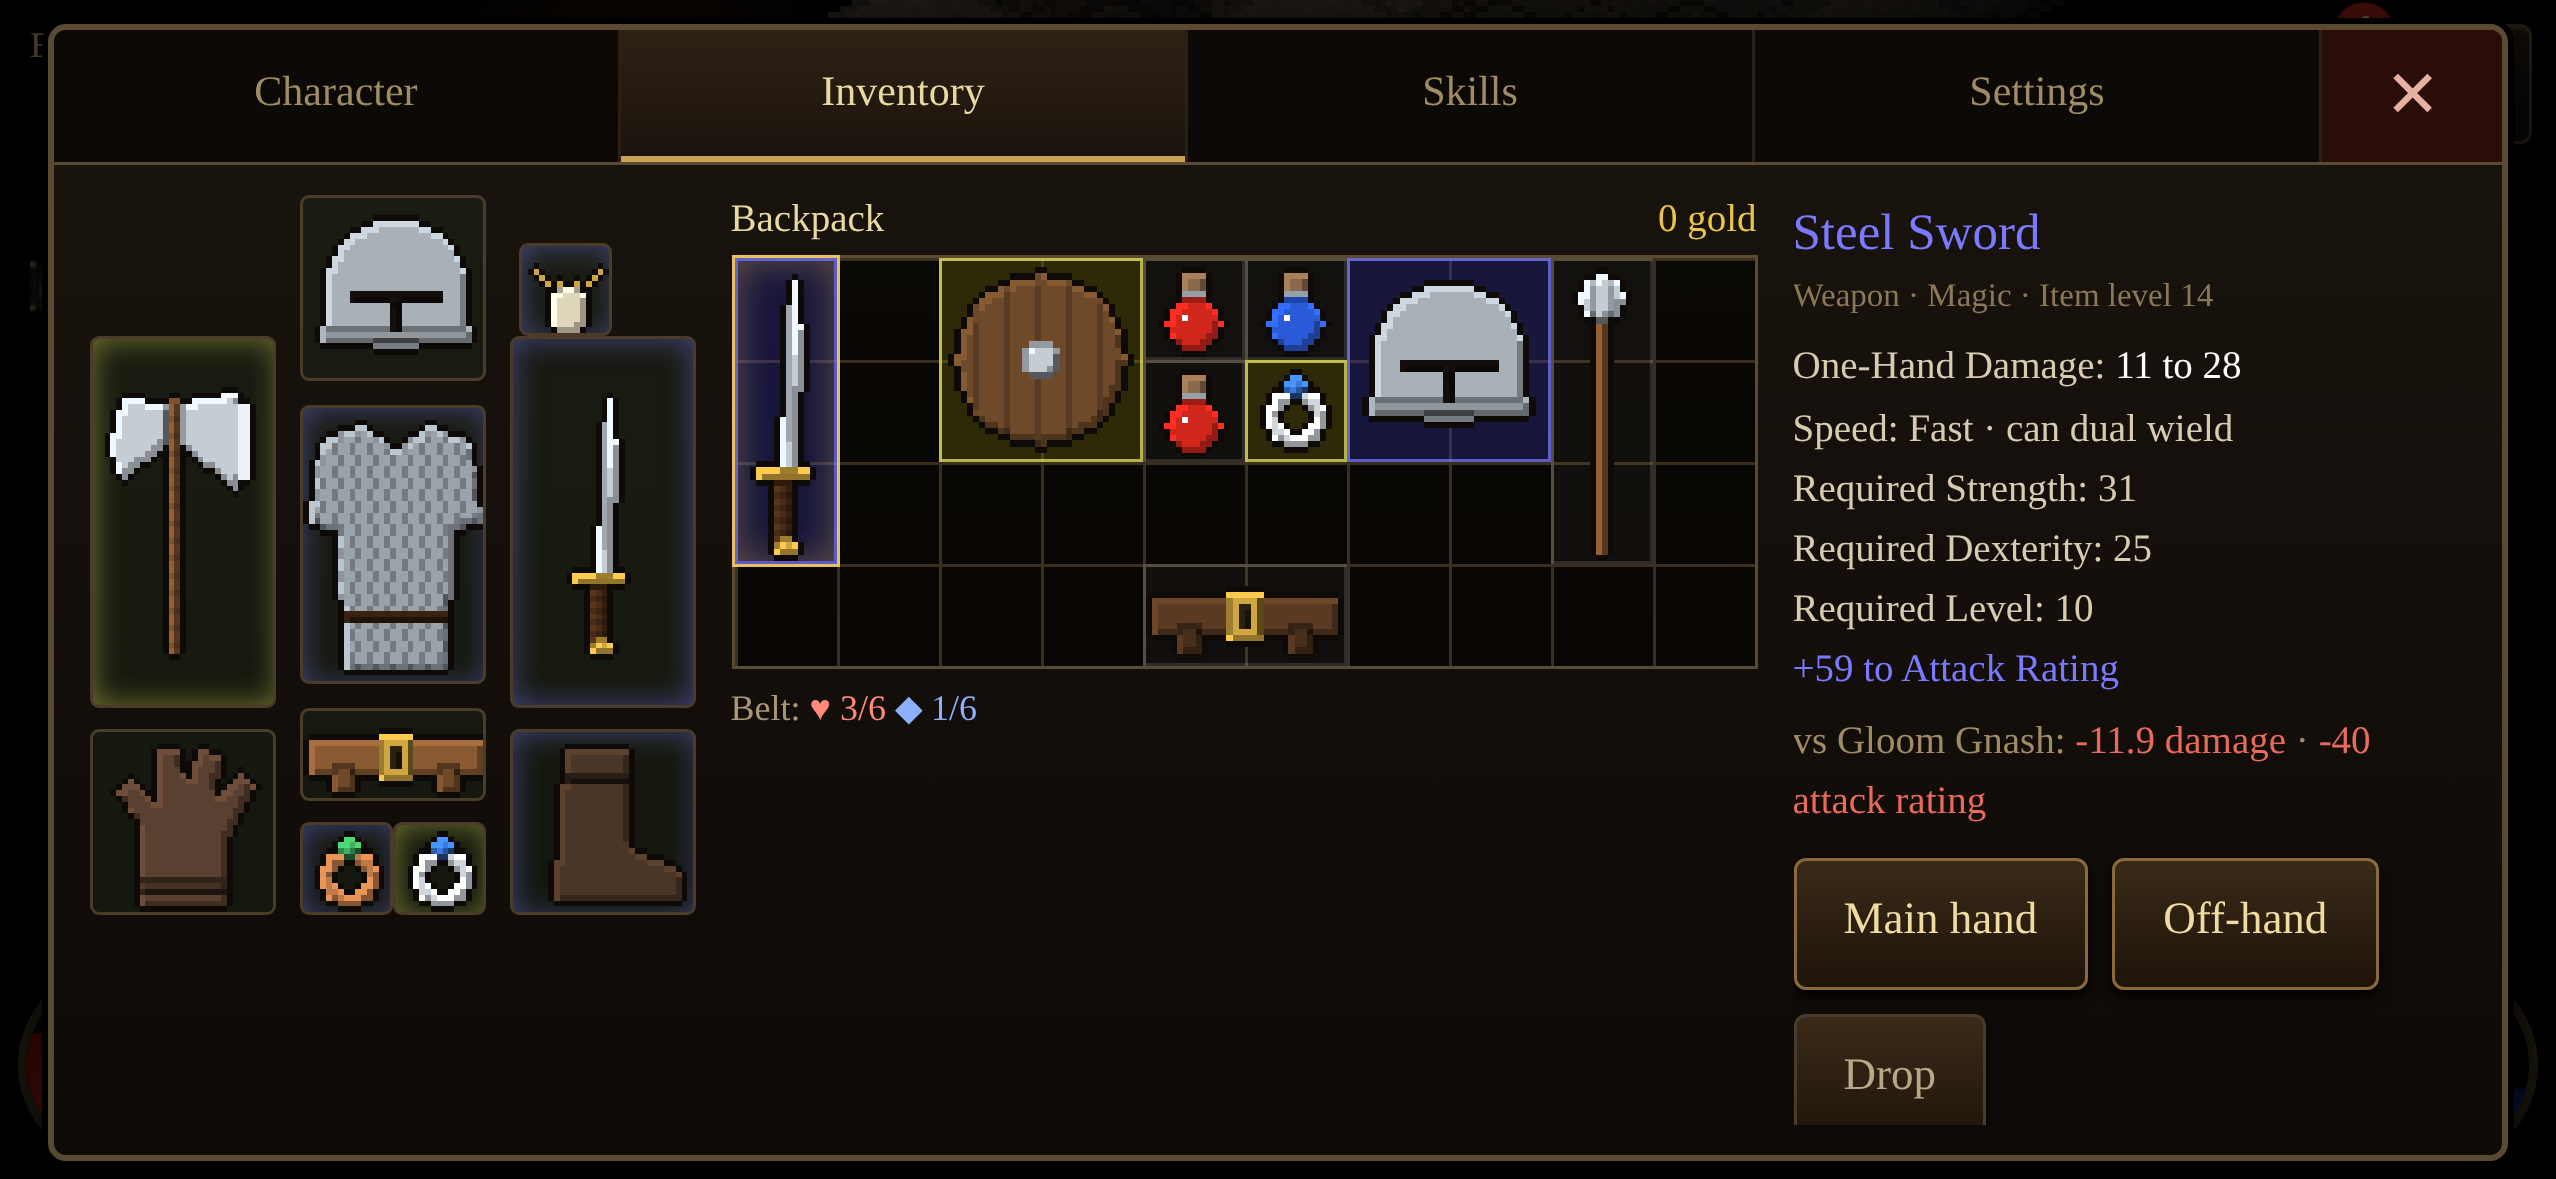 Character
Inventory
Skills
Settings
Backpack
0 gold
Belt: ♥ 3/6 ◆ 1/6
Steel Sword
Weapon · Magic · Item level 14
One-Hand Damage: 11 to 28
Speed: Fast · can dual wield
Required Strength: 31
Required Dexterity: 25
Required Level: 10
+59 to Attack Rating
vs Gloom Gnash: -11.9 damage · -40
attack rating
Main hand
Off-hand
Drop